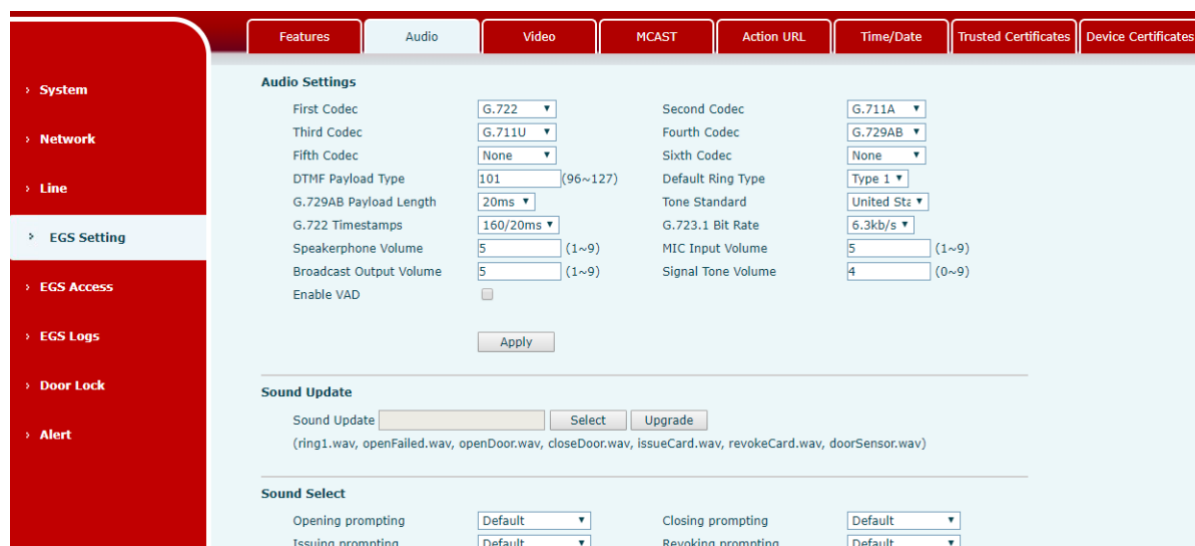 Features Audio Video MCAST Action URL Time/Date Trusted Certificates Device Certificates
› System
› Network
› Line
› EGS Setting
› EGS Access
› EGS Logs
› Door Lock
› Alert
Audio Settings
First Codec G.722 Second Codec G.711A
Third Codec G.711U Fourth Codec G.729AB
Fifth Codec None Sixth Codec None
DTMF Payload Type 101 (96~127) Default Ring Type Type 1
G.729AB Payload Length 20ms Tone Standard United Sta
G.722 Timestamps 160/20ms G.723.1 Bit Rate 6.3kb/s
Speakerphone Volume 5 (1~9) MIC Input Volume 5 (1~9)
Broadcast Output Volume 5 (1~9) Signal Tone Volume 4 (0~9)
Enable VAD
Apply
Sound Update
Sound Update Select Upgrade
(ring1.wav, openFailed.wav, openDoor.wav, closeDoor.wav, issueCard.wav, revokeCard.wav, doorSensor.wav)
Sound Select
Opening prompting Default Closing prompting Default
Issuing prompting Default Revoking prompting Default